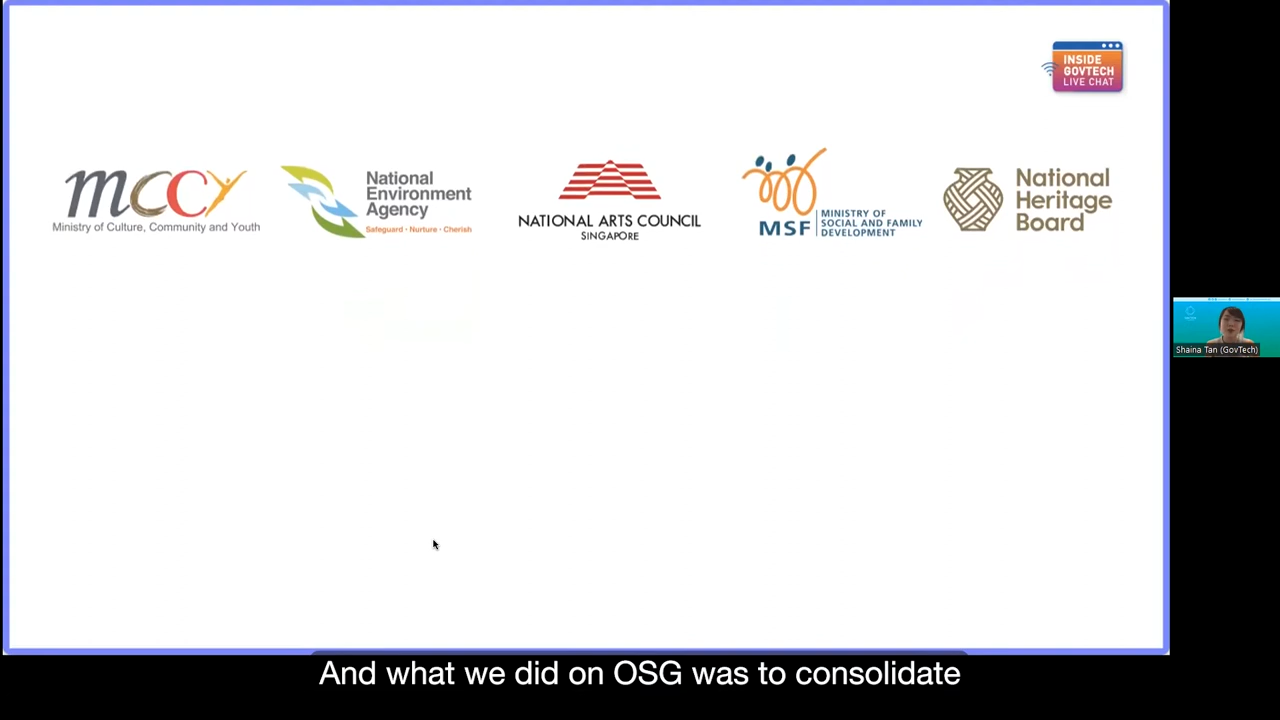 INSIDE
GOVTECH
LIVE CHAT
mccy
Ministry of Culture, Community and Youth
National
Environment
Agency
Safeguard · Nurture · Cherish
NATIONAL ARTS COUNCIL
SINGAPORE
MSF
MINISTRY OF
SOCIAL AND FAMILY
DEVELOPMENT
National
Heritage
Board
Shaina Tan (GovTech)
And what we did on OSG was to consolidate